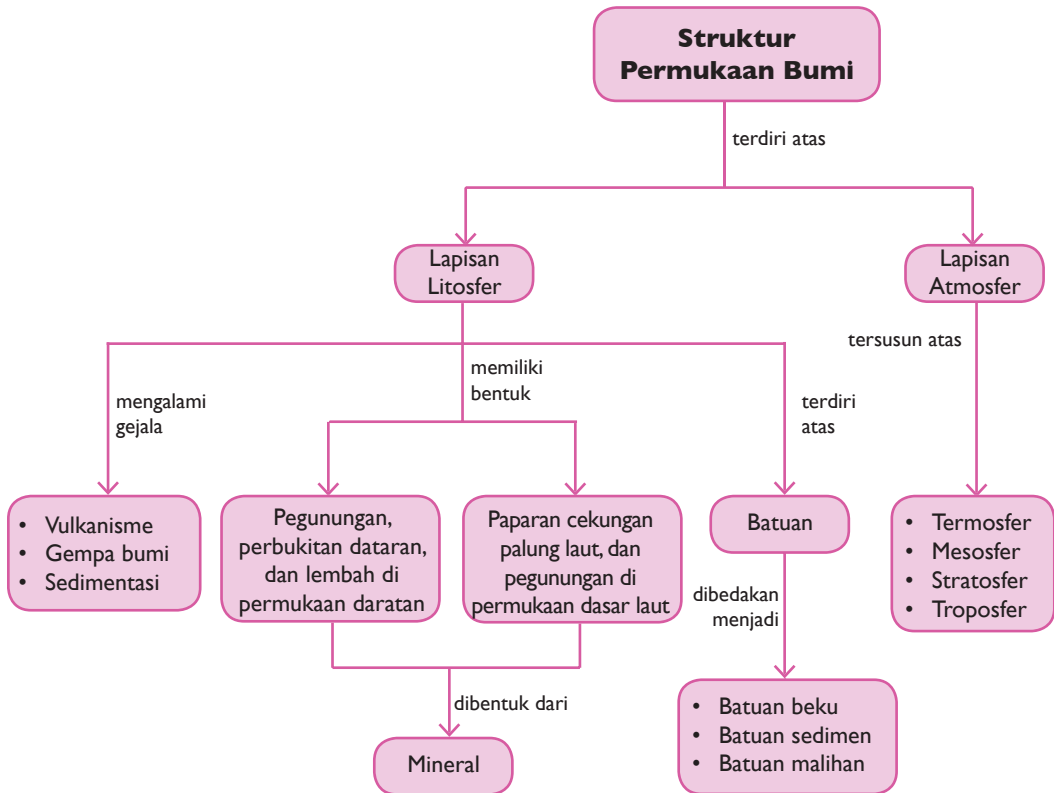 Struktur
Permukaan Bumi
terdiri atas
Lapisan
Litosfer
Lapisan
Atmosfer
mengalami
gejala
memiliki
bentuk
terdiri
atas
tersusun atas
• Vulkanisme
• Gempa bumi
• Sedimentasi
Pegunungan,
perbukitan dataran,
dan lembah di
permukaan daratan
Paparan cekungan
palung laut, dan
pegunungan di
permukaan dasar laut
Batuan
• Termosfer
• Mesosfer
• Stratosfer
• Troposfer
dibentuk dari
Mineral
dibedakan
menjadi
• Batuan beku
• Batuan sedimen
• Batuan malihan